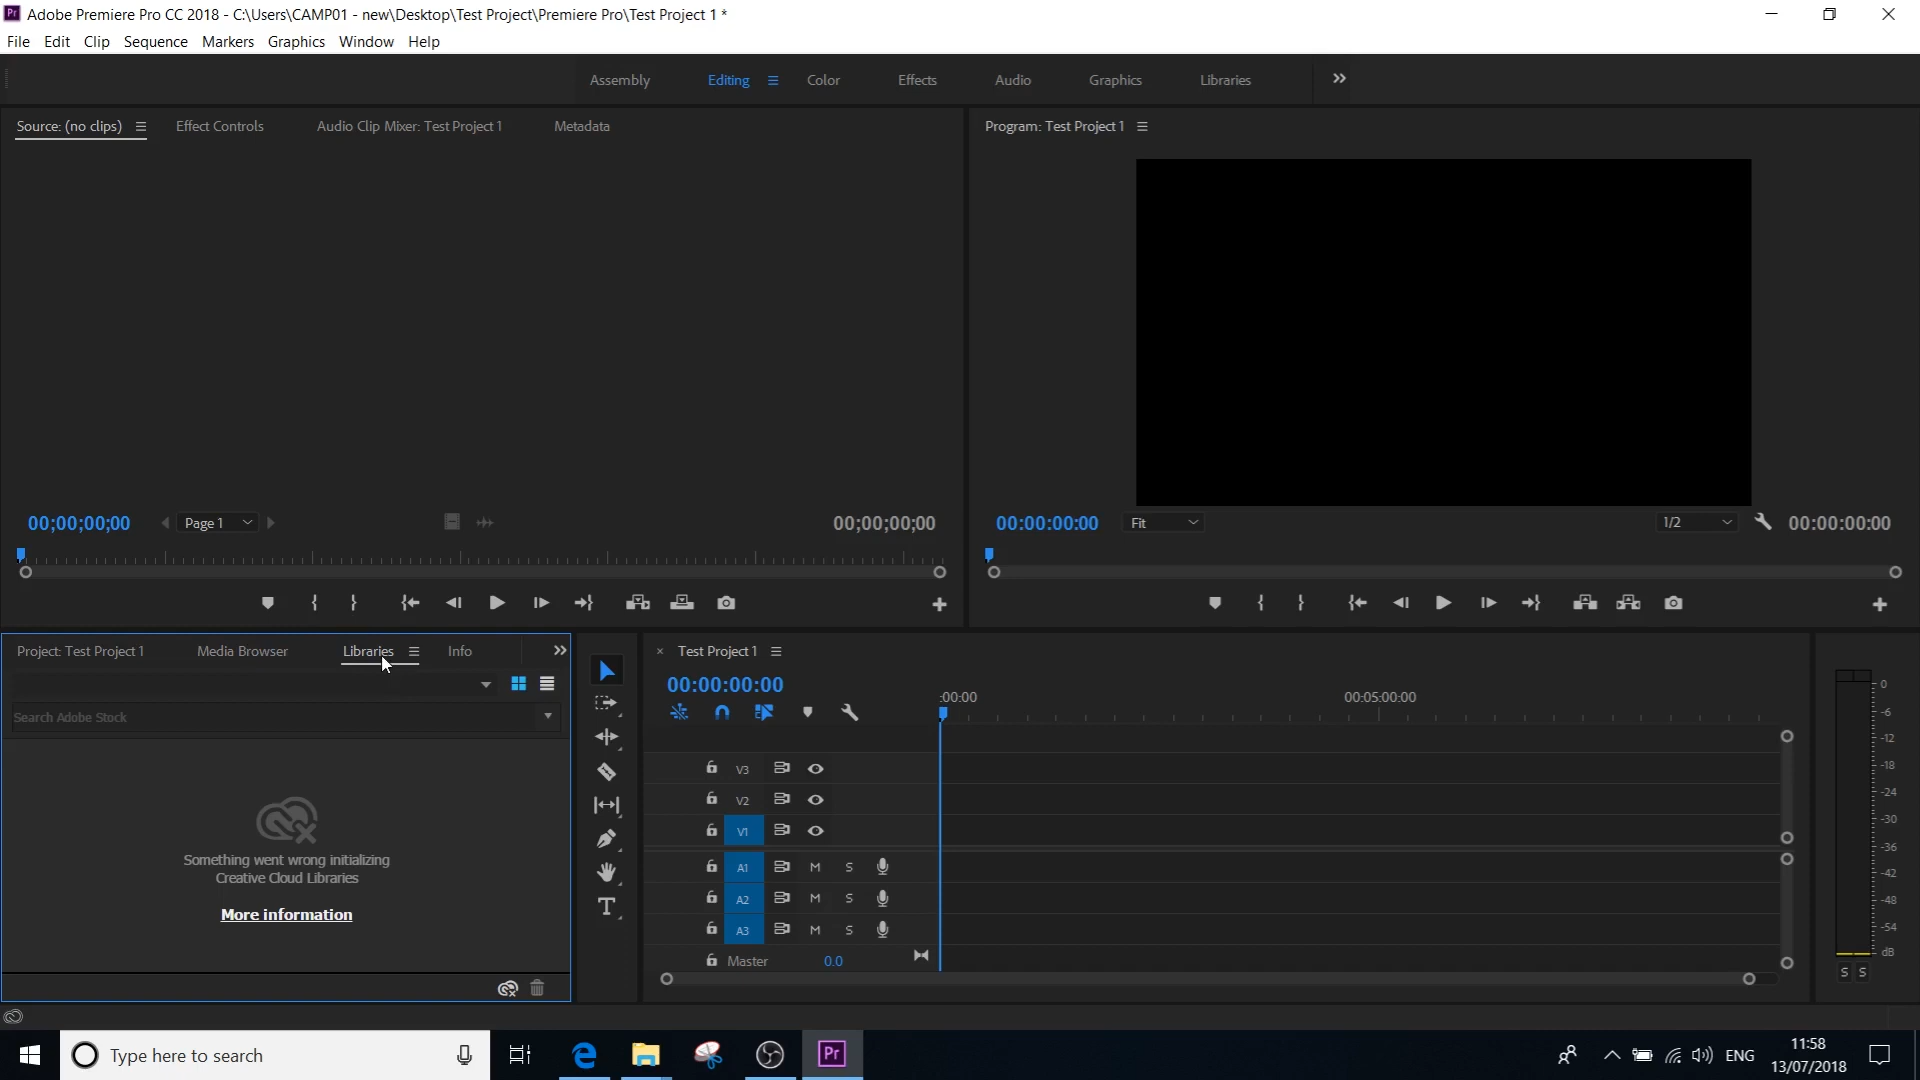 Pr Adobe Premiere Pro CC 2018 - C:\Users\CAMP01 - new\Desktop\Test Project\Premiere Pro\Test Project 1 *
File Edit Clip Sequence Markers Graphics Window Help
Assembly Editing Color Effects Audio Graphics Libraries
Source: (no clips) Effect Controls Audio Clip Mixer: Test Project 1 Metadata
Program: Test Project 1
00;00;00;00 Page 1 00;00;00;00
00:00:00:00 Fit 1/2 00:00:00:00
Project: Test Project 1 Media Browser Libraries Info
Search Adobe Stock
Something went wrong initializing
Creative Cloud Libraries
More information
× Test Project 1
00:00:00:00
:00:00 00:05:00:00
V3
V2
V1
A1 M S
A2 M S
A3 M S
Master 0.0
0
-6
-12
-18
-24
-30
-36
-42
-48
-54
dB
S S
Type here to search
Pr
ENG
11:58
13/07/2018